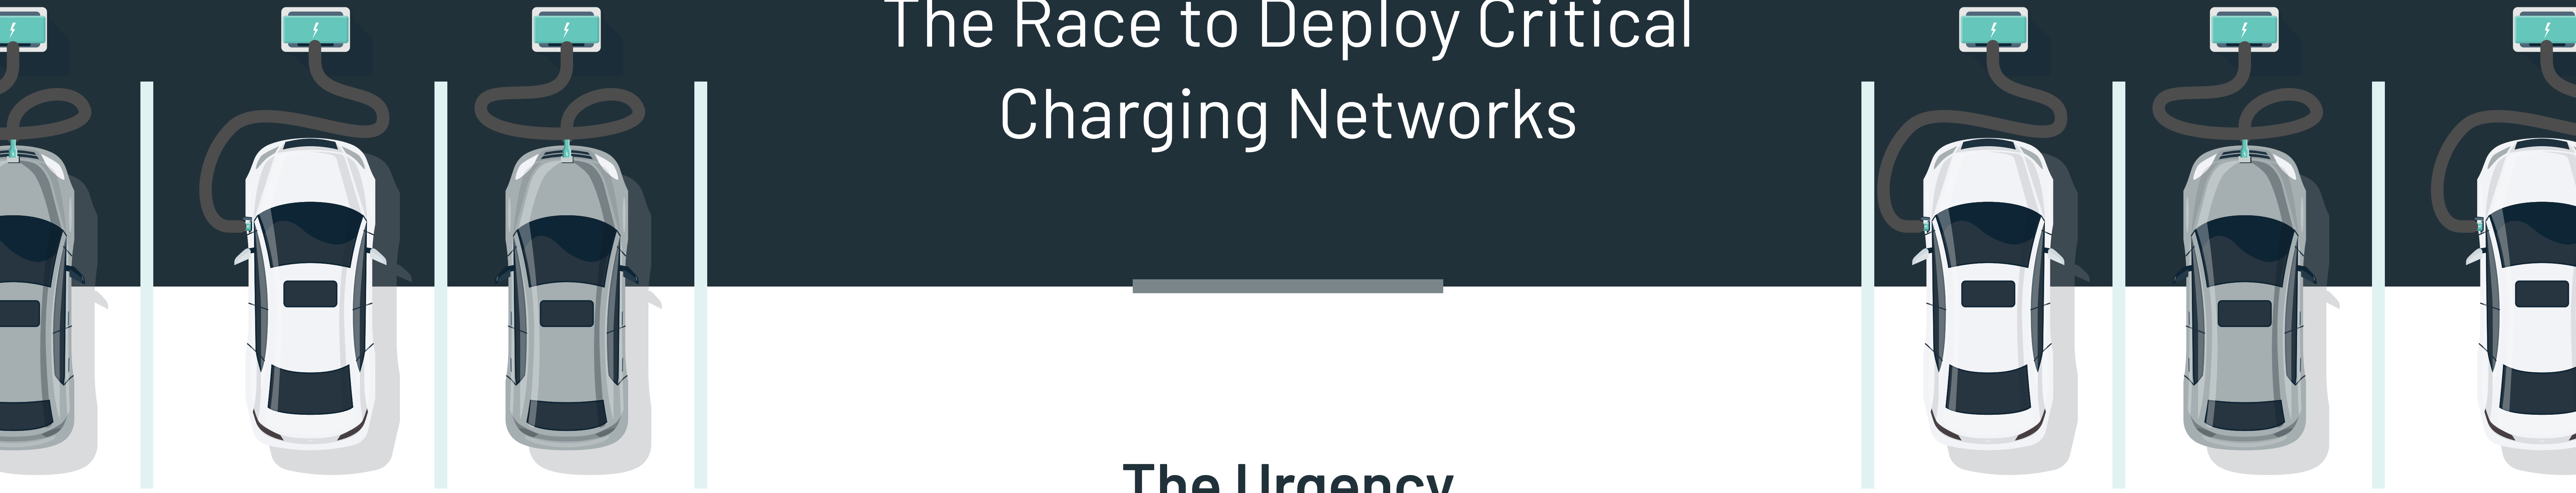 The Race to Deploy Critical
Charging Networks
The Urgency